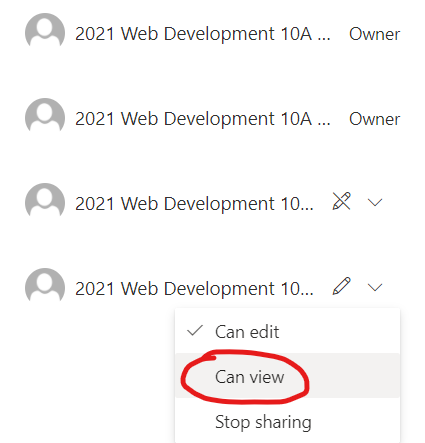 2021 Web Development 10A ... Owner
2021 Web Development 10A ... Owner
2021 Web Development 10...
2021 Web Development 10...
Can edit
Can view
Stop sharing